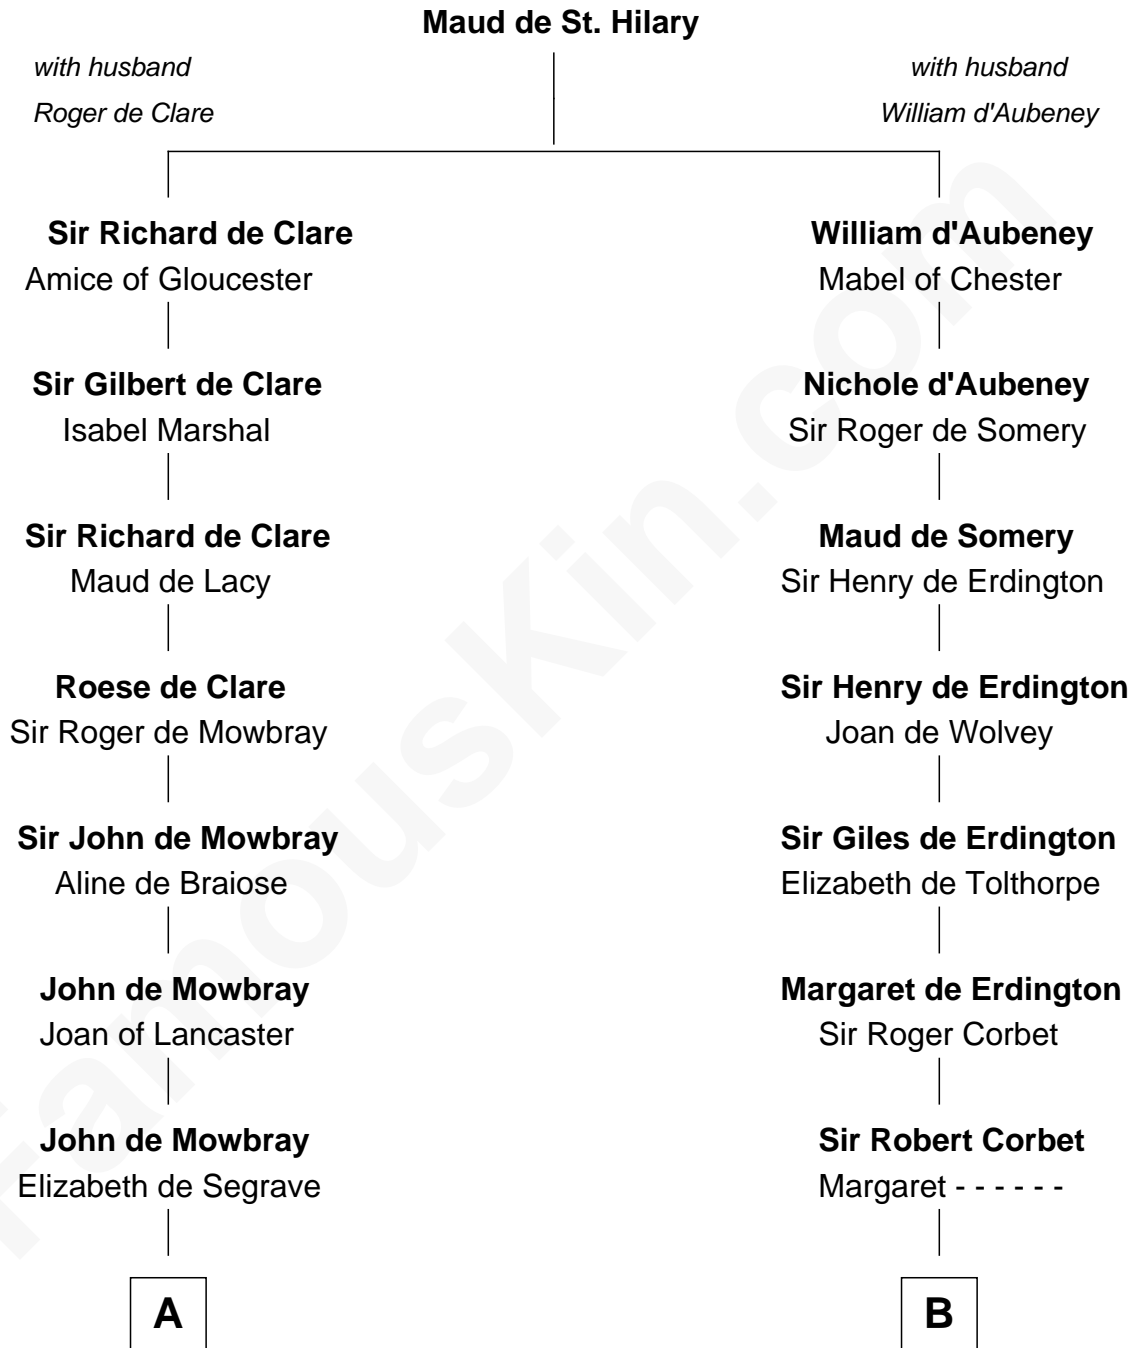 Maud de St. Hilary
with husband
Roger de Clare
with husband
William d'Aubeney
Sir Richard de Clare
Amice of Gloucester
William d'Aubeney
Mabel of Chester
Sir Gilbert de Clare
Isabel Marshal
Nichole d'Aubeney
Sir Roger de Somery
Sir Richard de Clare
Maud de Lacy
Maud de Somery
Sir Henry de Erdington
Roese de Clare
Sir Roger de Mowbray
Sir Henry de Erdington
Joan de Wolvey
Sir John de Mowbray
Aline de Braiose
Sir Giles de Erdington
Elizabeth de Tolthorpe
John de Mowbray
Joan of Lancaster
Margaret de Erdington
Sir Roger Corbet
John de Mowbray
Elizabeth de Segrave
Sir Robert Corbet
Margaret - - - - - -
A
B
FamousKin.com